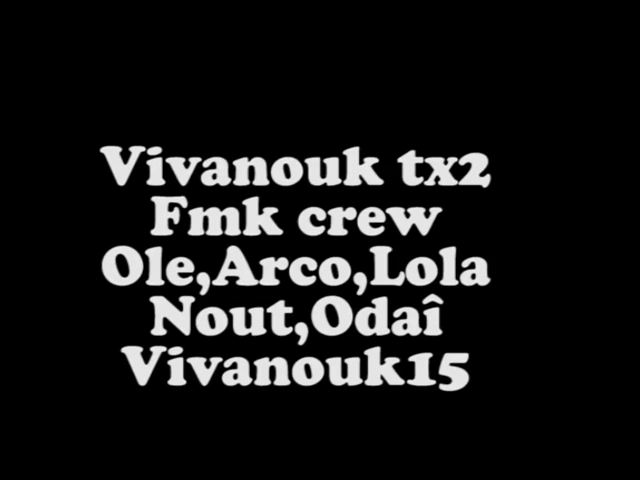 Vivanouk tx2
Fmk crew
Ole,Arco,Lola
Nout,Odaî
Vivanouk15